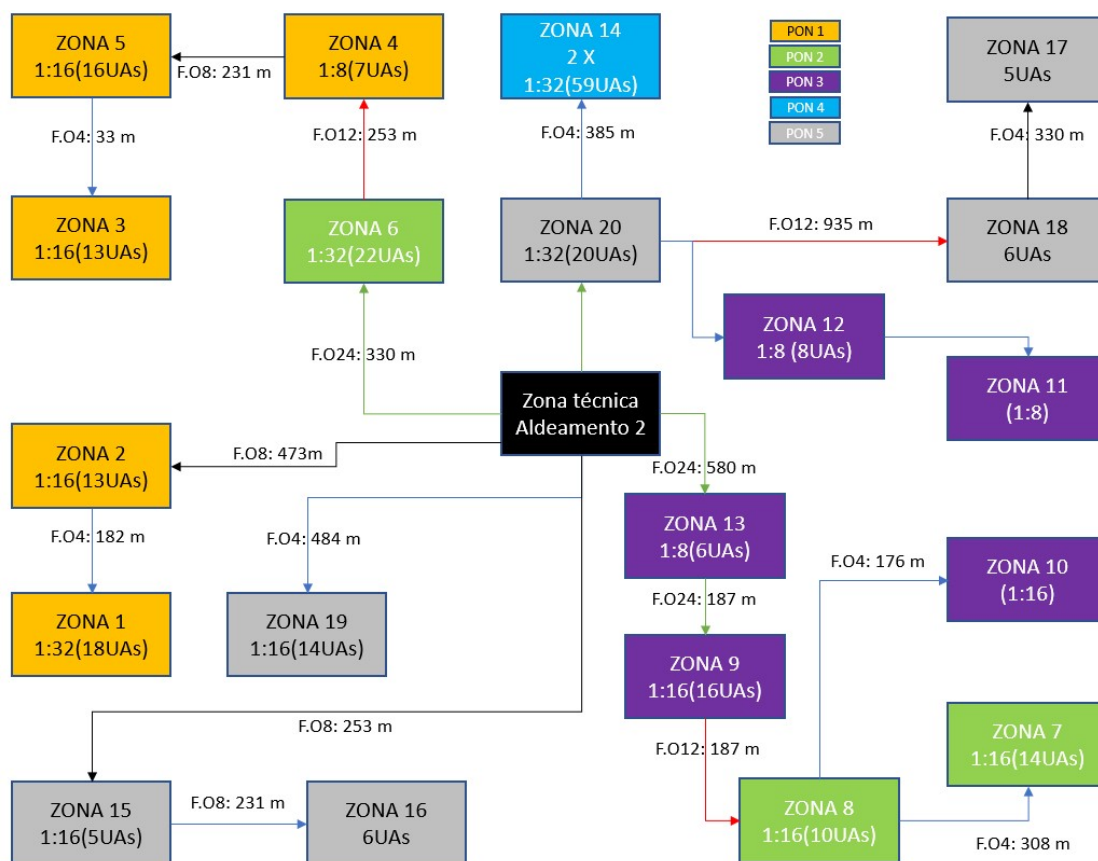 ZONA 5
1:16(16UAs)
F.O8: 231 m
ZONA 4
1:8(7UAs)
ZONA 14
2 X
1:32(59UAs)
PON 1
PON 2
PON 3
PON 4
PON 5
ZONA 17
5UAs
F.O4: 33 m
F.O12: 253 m
F.O4: 385 m
F.O4: 330 m
ZONA 3
1:16(13UAs)
ZONA 6
1:32(22UAs)
ZONA 20
1:32(20UAs)
F.O12: 935 m
ZONA 18
6UAs
ZONA 12
1:8 (8UAs)
F.O24: 330 m
ZONA 11
(1:8)
Zona técnica
Aldeamento 2
ZONA 2
1:16(13UAs)
F.O8: 473m
F.O24: 580 m
ZONA 13
1:8(6UAs)
F.O4: 182 m
F.O4: 484 m
F.O4: 176 m
ZONA 10
(1:16)
F.O24: 187 m
ZONA 1
1:32(18UAs)
ZONA 19
1:16(14UAs)
ZONA 9
1:16(16UAs)
F.O8: 253 m
F.O12: 187 m
ZONA 7
1:16(14UAs)
ZONA 15
1:16(5UAs)
F.O8: 231 m
ZONA 16
6UAs
ZONA 8
1:16(10UAs)
F.O4: 308 m